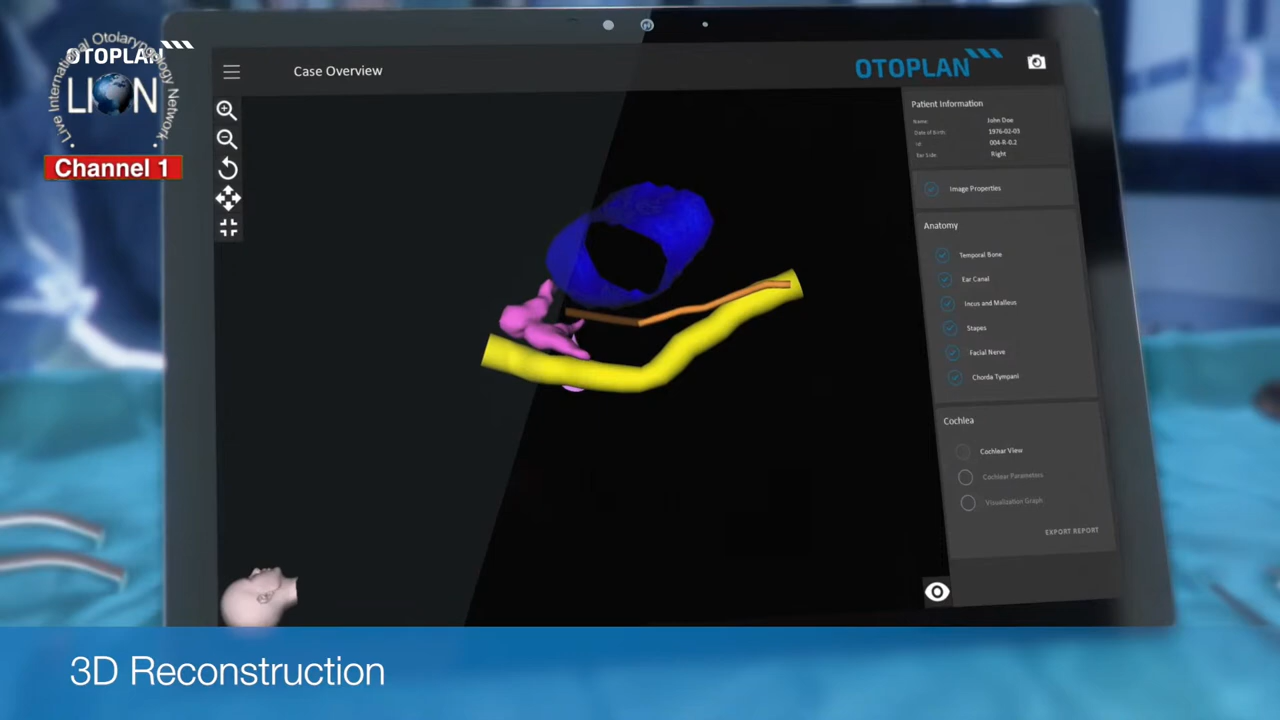 OTOPLAN
Live International Otolaryngology Network
LION
Channel 1
Case Overview
OTOPLAN
Patient Information
Name: John Doe
Date of Birth: 1976-02-03
Id: 004-R-0.2
Ear Side: Right
Image Properties
Anatomy
Temporal Bone
Ear Canal
Incus and Malleus
Stapes
Facial Nerve
Chorda Tympani
Cochlea
Cochlear View
Cochlear Parameters
Visualization Graph
EXPORT REPORT
3D Reconstruction